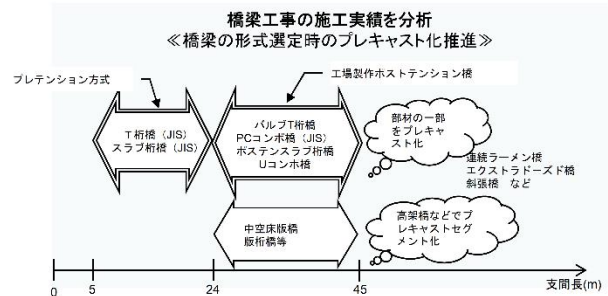 橋梁工事の施工実績を分析
≪橋梁の形式選定時のプレキャスト化推進≫
プレテンション方式
工場製作ポストテンション橋
T桁橋（JIS）
スラブ桁橋（JIS）
バルブT桁橋
PCコンポ橋（JIS）
ポステンスラブ桁橋
Uコンポ橋
部材の一部
をプレキャ
スト化
連続ラーメン橋
エクストラドーズド橋
斜張橋　など
中空床版橋
版桁橋等
高架橋などでプ
レキャストセグ
メント化
0
5
24
45
支間長(m)